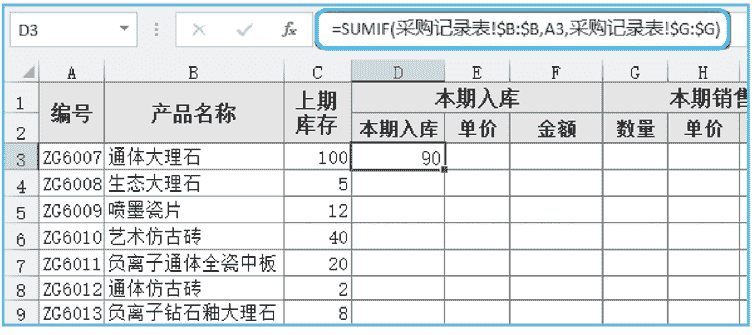 D3 fx =SUMIF(采购记录表!$B:$B,A3,采购记录表!$G:$G)
A B C D E F G H
1 编号 产品名称 上期库存 本期入库 本期销售
2 本期入库 单价 金额 数量 单价
3 ZG6007 通体大理石 100 90
4 ZG6008 生态大理石 5
5 ZG6009 喷墨瓷片 12
6 ZG6010 艺术仿古砖 40
7 ZG6011 负离子通体全瓷中板 20
8 ZG6012 通体仿古砖 2
9 ZG6013 负离子钻石釉大理石 8